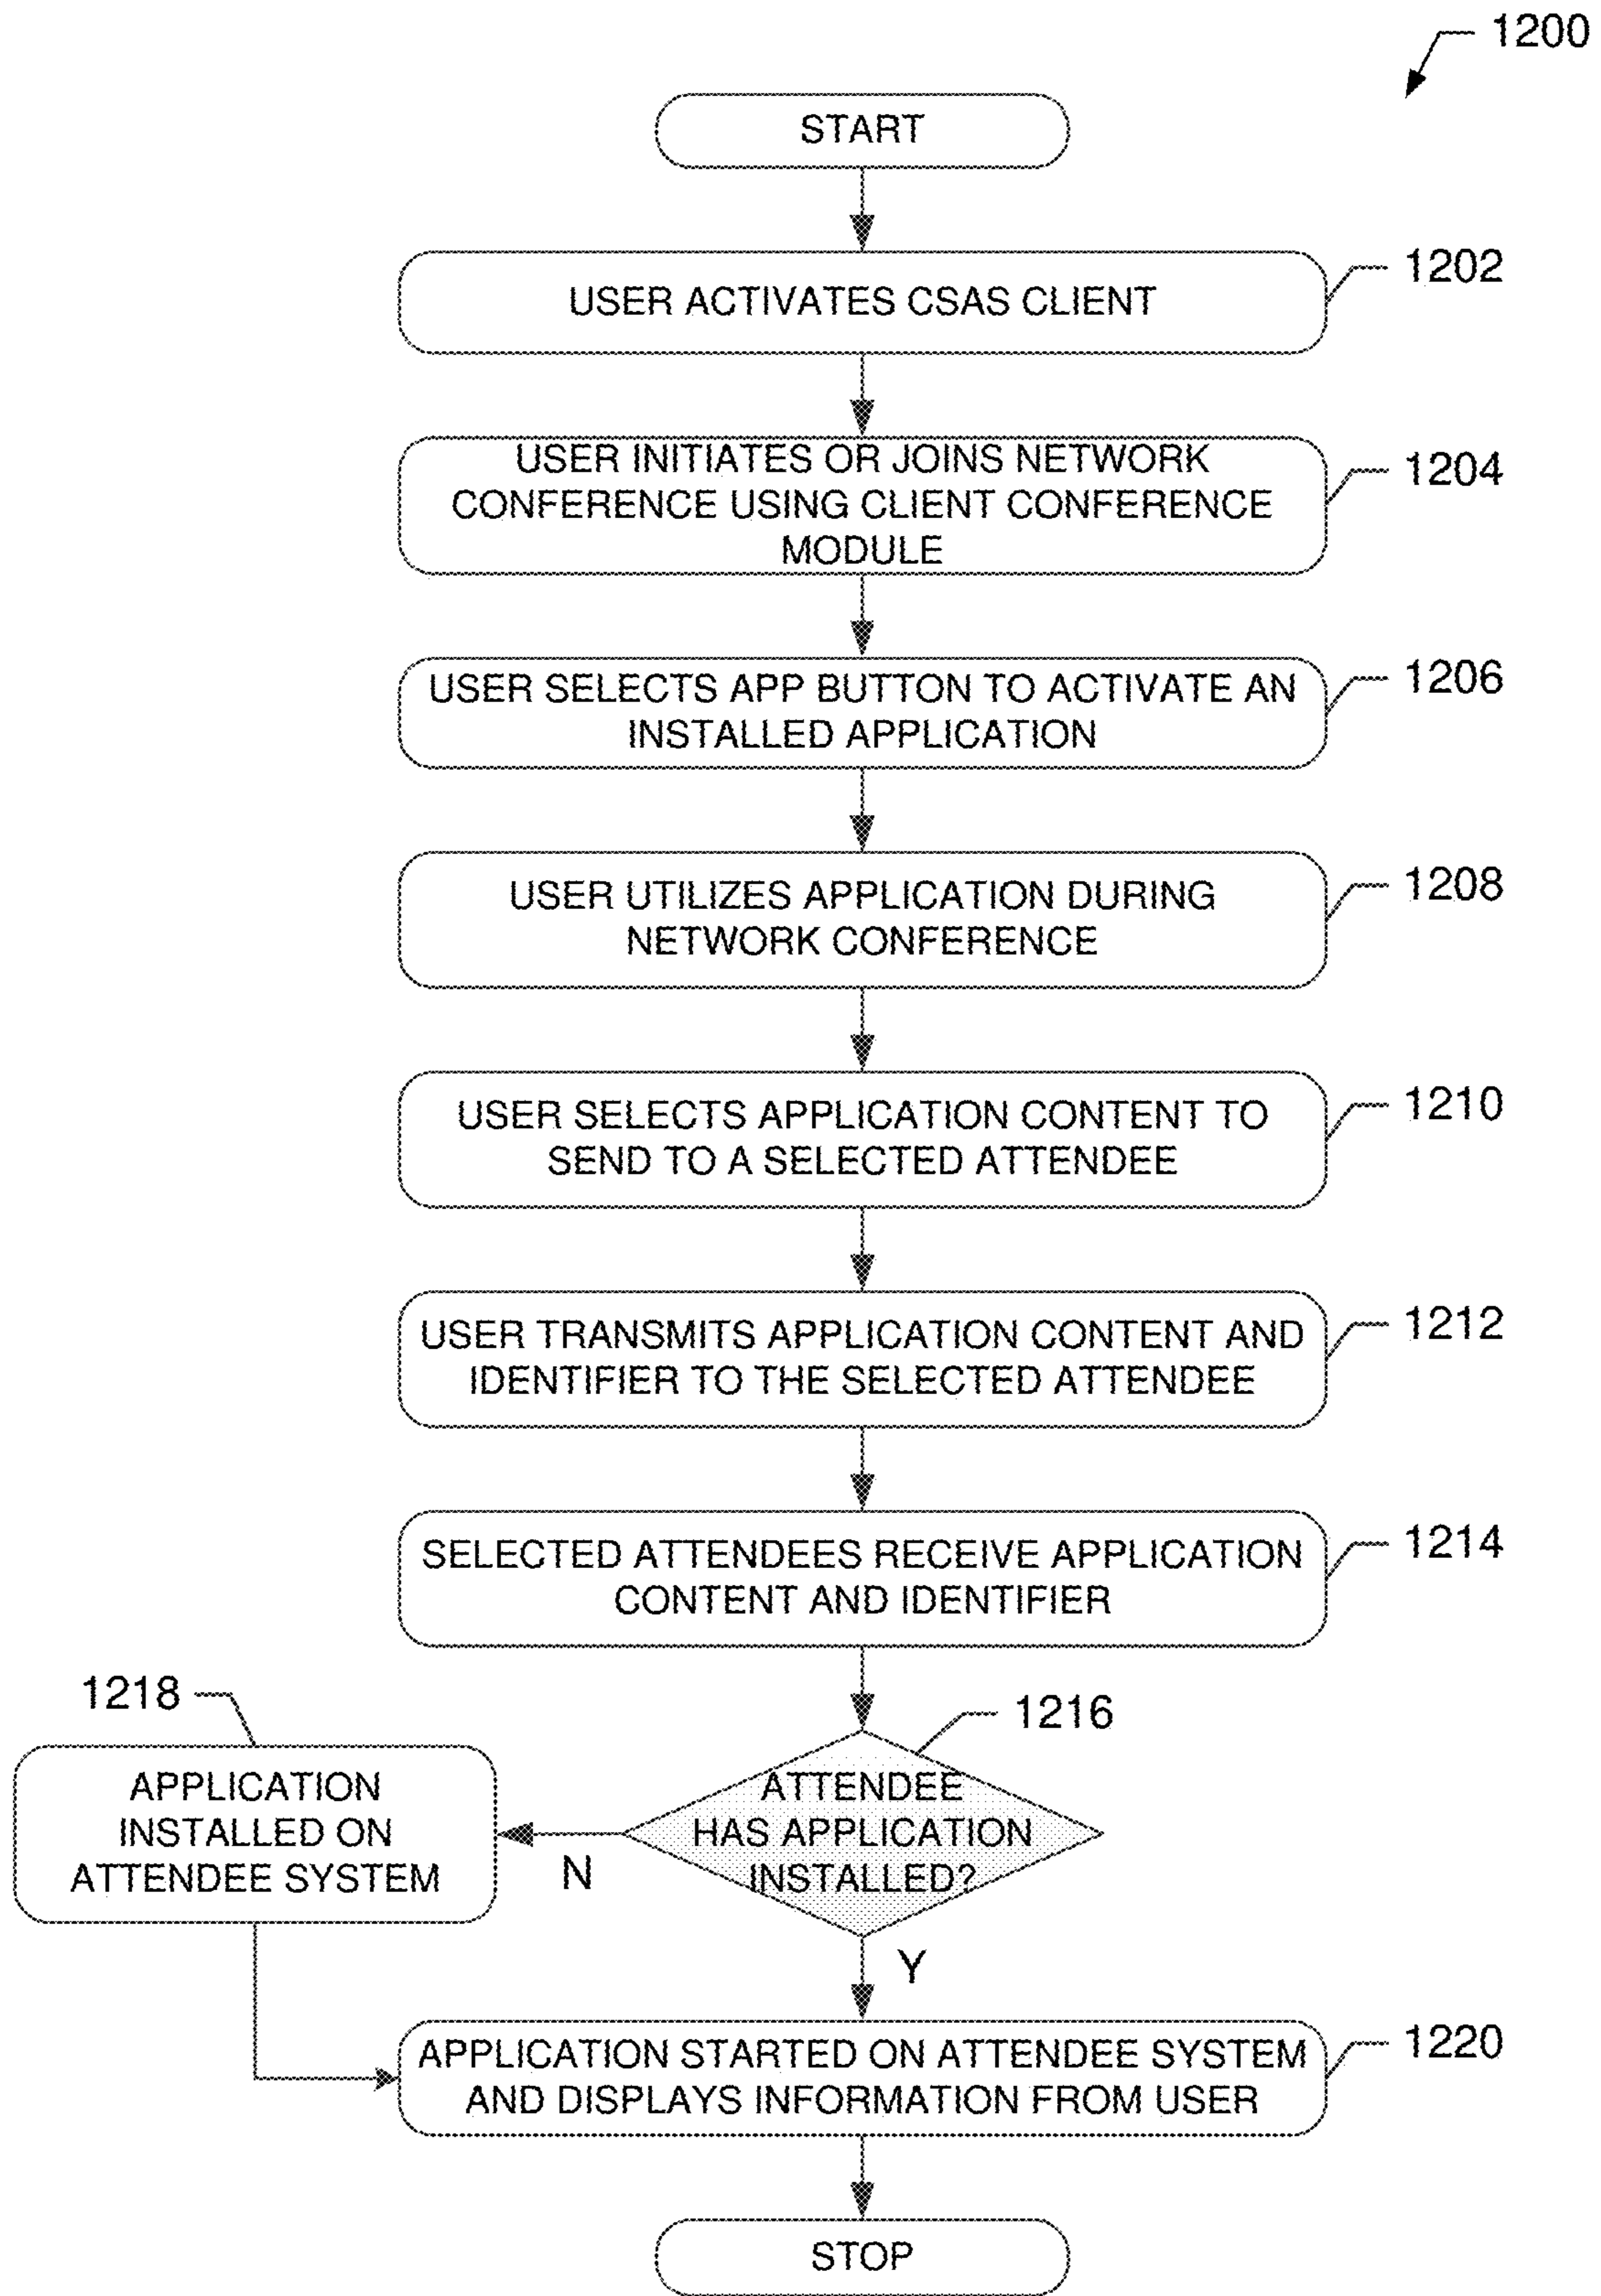 1200
START
USER ACTIVATES CSAS CLIENT
1202
USER INITIATES OR JOINS NETWORK
CONFERENCE USING CLIENT CONFERENCE
MODULE
1204
USER SELECTS APP BUTTON TO ACTIVATE AN
INSTALLED APPLICATION
1206
USER UTILIZES APPLICATION DURING
NETWORK CONFERENCE
1208
USER SELECTS APPLICATION CONTENT TO
SEND TO A SELECTED ATTENDEE
1210
USER TRANSMITS APPLICATION CONTENT AND
IDENTIFIER TO THE SELECTED ATTENDEE
1212
SELECTED ATTENDEES RECEIVE APPLICATION
CONTENT AND IDENTIFIER
1214
1218
1216
APPLICATION
INSTALLED ON
ATTENDEE SYSTEM
N
ATTENDEE
HAS APPLICATION
INSTALLED?
Y
APPLICATION STARTED ON ATTENDEE SYSTEM
AND DISPLAYS INFORMATION FROM USER
1220
STOP